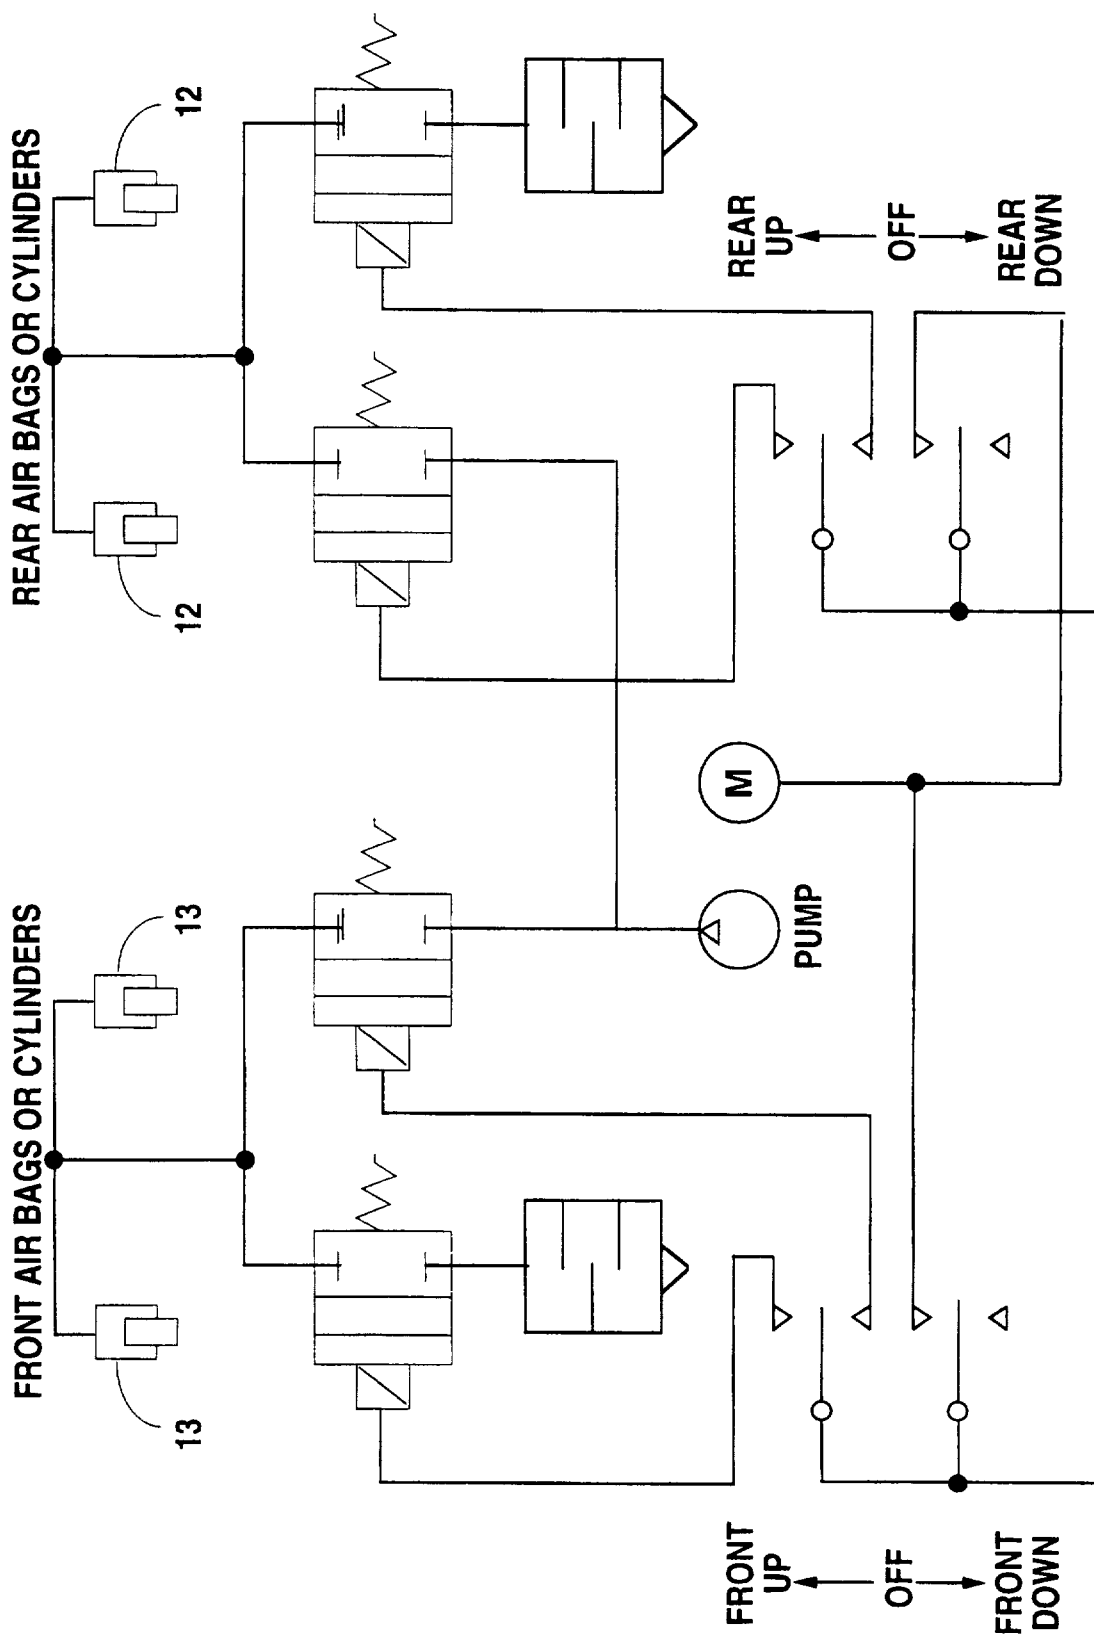 FRONT AIR BAGS OR CYLINDERS
REAR AIR BAGS OR CYLINDERS
13
13
12
12
PUMP
M
FRONT
UP
OFF
FRONT
DOWN
REAR
UP
OFF
REAR
DOWN